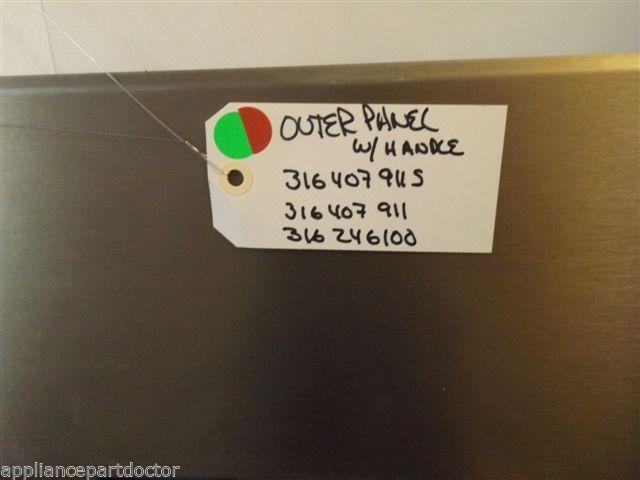 OUTER PANEL
W/ HANDLE
316407911S
316407911
316246100
appliancepartdoctor